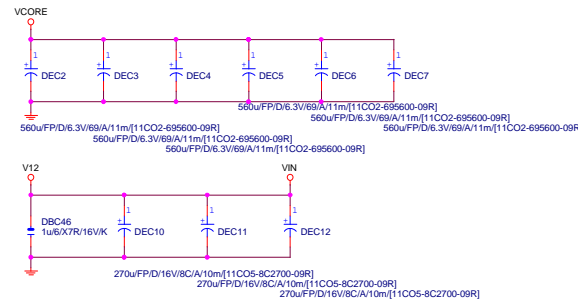 VCORE
1 1 1 1 1 1
+ DEC2 + DEC3 + DEC4 + DEC5 + DEC6 + DEC7
560u/FP/D/6.3V/69/A/11m/[11CO2-695600-09R]
560u/FP/D/6.3V/69/A/11m/[11CO2-695600-09R]
560u/FP/D/6.3V/69/A/11m/[11CO2-695600-09R]
560u/FP/D/6.3V/69/A/11m/[11CO2-695600-09R]
560u/FP/D/6.3V/69/A/11m/[11CO2-695600-09R]
560u/FP/D/6.3V/69/A/11m/[11CO2-695600-09R]
V12 VIN
1 1 1
DBC46
1u/6/X7R/16V/K
+ DEC10 + DEC11 + DEC12
270u/FP/D/16V/8C/A/10m/[11CO5-8C2700-09R]
270u/FP/D/16V/8C/A/10m/[11CO5-8C2700-09R]
270u/FP/D/16V/8C/A/10m/[11CO5-8C2700-09R]